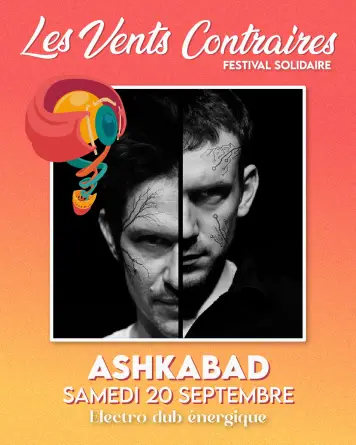 Les Vents Contraires
FESTIVAL SOLIDAIRE
ASHKABAD
SAMEDI 20 SEPTEMBRE
Electro dub énergique